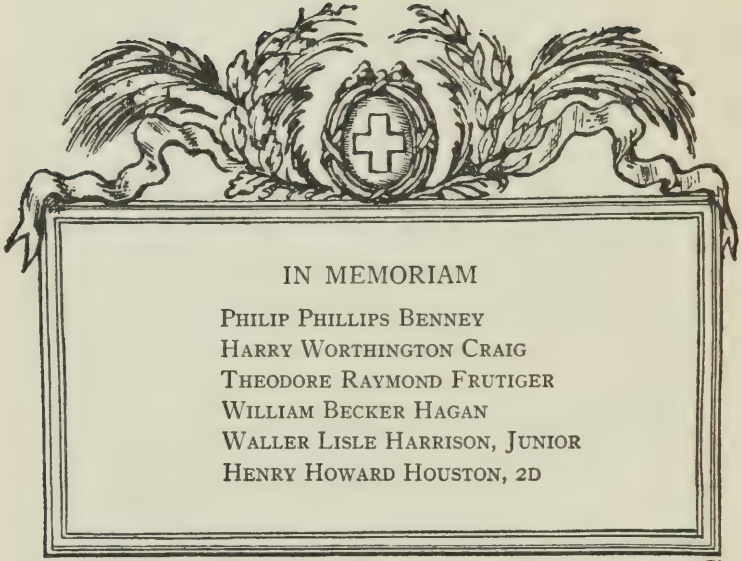 IN MEMORIAM
PHILIP PHILLIPS BENNEY
HARRY WORTHINGTON CRAIG
THEODORE RAYMOND FRUTIGER
WILLIAM BECKER HAGAN
WALLER LISLE HARRISON, JUNIOR
HENRY HOWARD HOUSTON, 2D